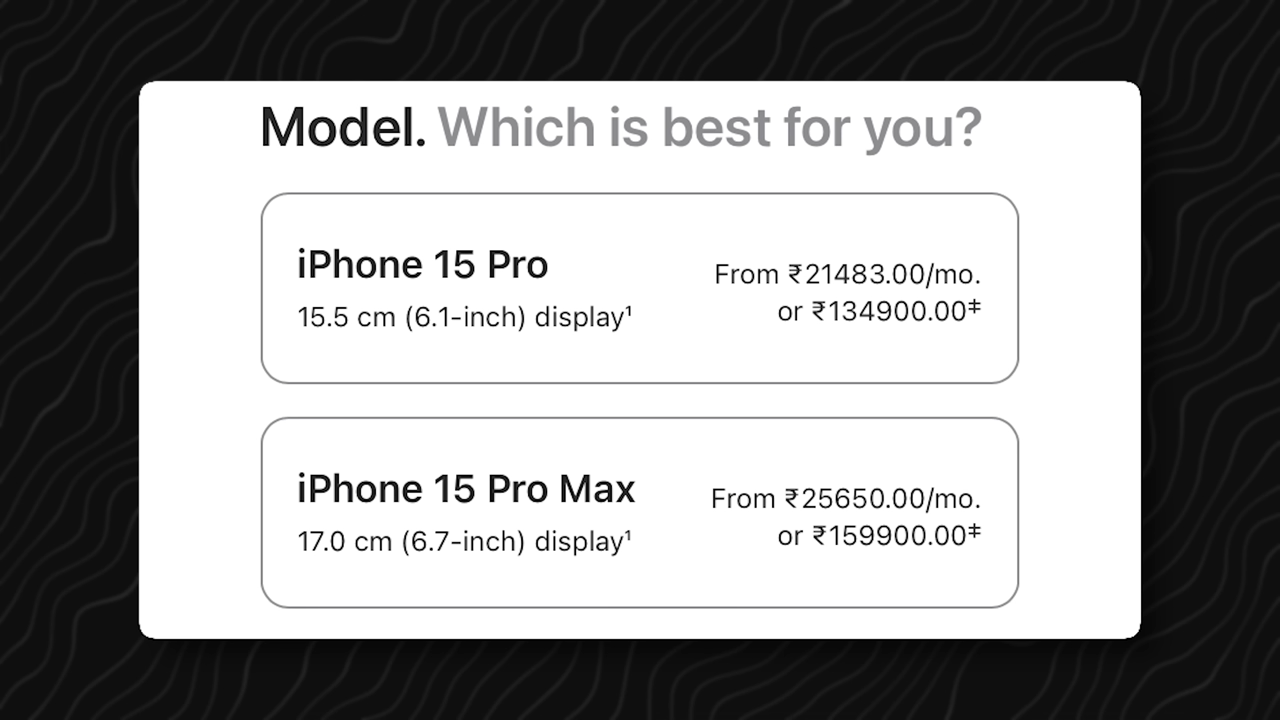 Model. Which is best for you?
iPhone 15 Pro
15.5 cm (6.1-inch) display¹
From ₹21483.00/mo.
or ₹134900.00‡
iPhone 15 Pro Max
17.0 cm (6.7-inch) display¹
From ₹25650.00/mo.
or ₹159900.00‡